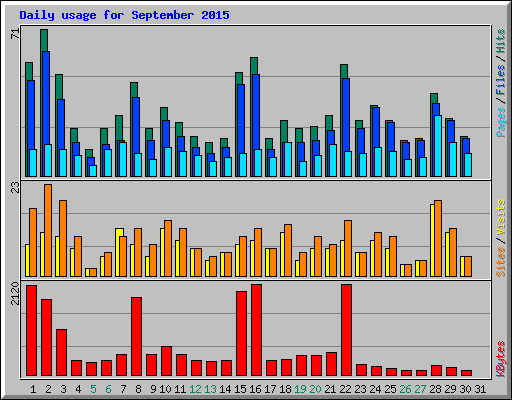 Daily usage for September 2015
71
Pages / Files / Hits
23
Sites / Visits
2120
KBytes
1 2 3 4 5 6 7 8 9 10 11 12 13 14 15 16 17 18 19 20 21 22 23 24 25 26 27 28 29 30 31